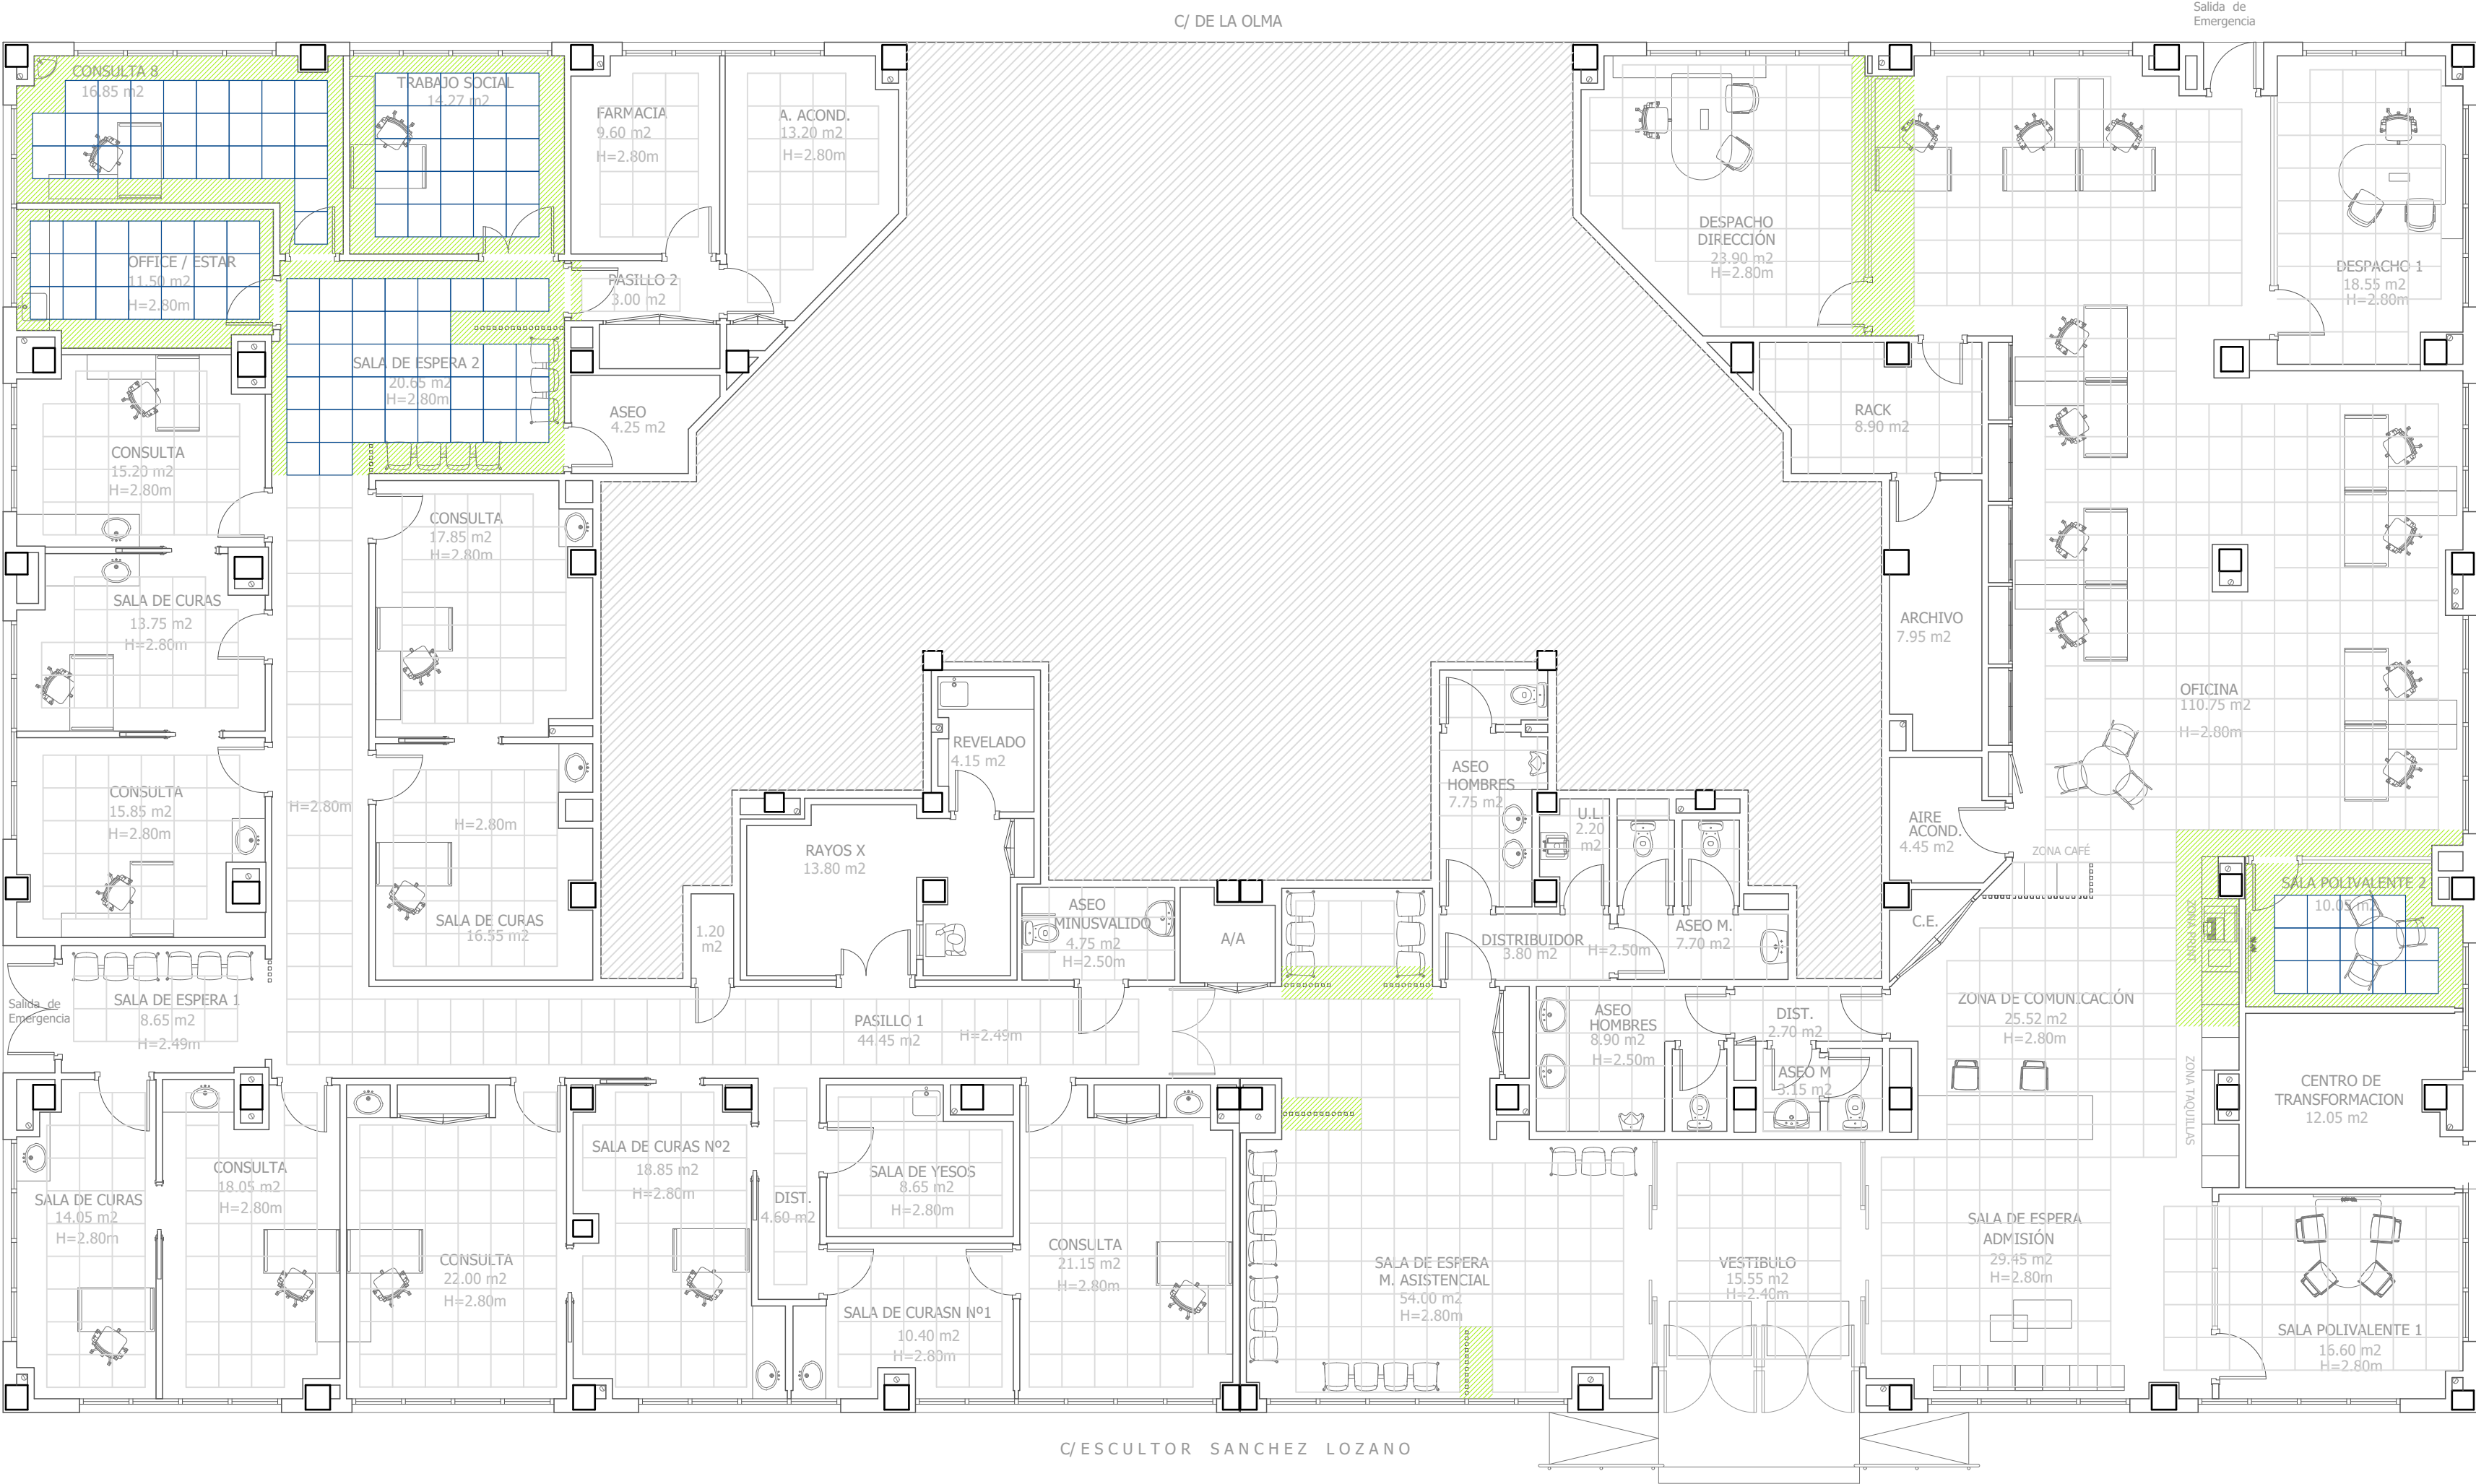 C/ DE LA OLMA
Salida de
Emergencia
CONSULTA 8
16.85 m2
TRABAJO SOCIAL
14.27 m2
FARMACIA
9.60 m2
H=2.80m
A. ACOND.
13.20 m2
H=2.80m
DESPACHO
DIRECCIÓN
23.90 m2
H=2.80m
DESPACHO 1
18.55 m2
H=2.80m
OFFICE / ESTAR
11.50 m2
H=2.80m
PASILLO 2
3.00 m2
SALA DE ESPERA 2
20.65 m2
H=2.80m
ASEO
4.25 m2
RACK
8.90 m2
CONSULTA
15.20 m2
H=2.80m
CONSULTA
17.85 m2
H=2.80m
SALA DE CURAS
13.75 m2
H=2.80m
ARCHIVO
7.95 m2
OFICINA
110.75 m2
H=2.80m
REVELADO
4.15 m2
ASEO
HOMBRES
7.75 m2
CONSULTA
15.85 m2
H=2.80m
H=2.80m
H=2.80m
SALA DE CURAS
16.55 m2
RAYOS X
13.80 m2
U.L.
2.20
m2
AIRE
ACOND.
4.45 m2
ZONA CAFÉ
SALA POLIVALENTE 2
10.05 m2
ZONA PRINT
1.20
m2
ASEO
MINUSVALIDO
4.75 m2
H=2.50m
A/A
DISTRIBUIDOR
3.80 m2
H=2.50m
ASEO M.
7.70 m2
C.E.
Salida de
Emergencia
SALA DE ESPERA 1
8.65 m2
H=2.49m
PASILLO 1
44.45 m2
H=2.49m
ASEO
HOMBRES
8.90 m2
H=2.50m
DIST.
2.70 m2
ASEO M
3.15 m2
ZONA DE COMUNICACIÓN
25.52 m2
H=2.80m
ZONA TAQUILLAS
CENTRO DE
TRANSFORMACION
12.05 m2
SALA DE CURAS
14.05 m2
H=2.80m
CONSULTA
18.05 m2
H=2.80m
CONSULTA
22.00 m2
H=2.80m
SALA DE CURAS Nº2
18.85 m2
H=2.80m
DIST.
4.60 m2
SALA DE YESOS
8.65 m2
H=2.80m
SALA DE CURASN Nº1
10.40 m2
H=2.80m
CONSULTA
21.15 m2
H=2.80m
SALA DE ESPERA
M. ASISTENCIAL
54.00 m2
H=2.80m
VESTIBULO
15.55 m2
H=2.40m
SALA DE ESPERA
ADMISIÓN
29.45 m2
H=2.80m
SALA POLIVALENTE 1
16.60 m2
H=2.80m
C/ ESCULTOR SANCHEZ LOZANO